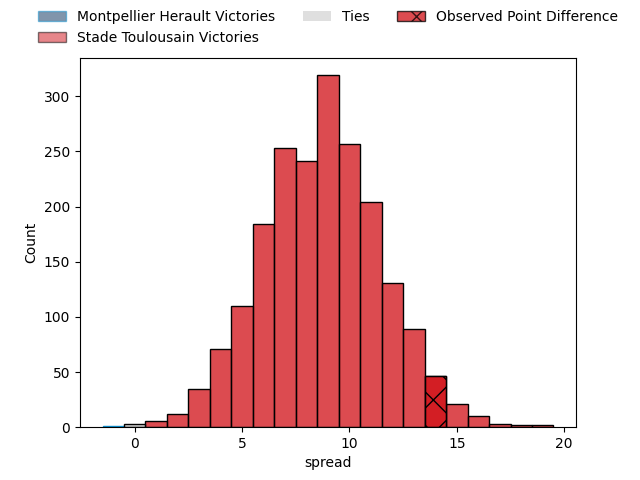 Montpellier Herault Victories
Ties
Observed Point Difference
Stade Toulousain Victories
300
250
200
150
100
50
0
Count
0
5
10
15
20
spread